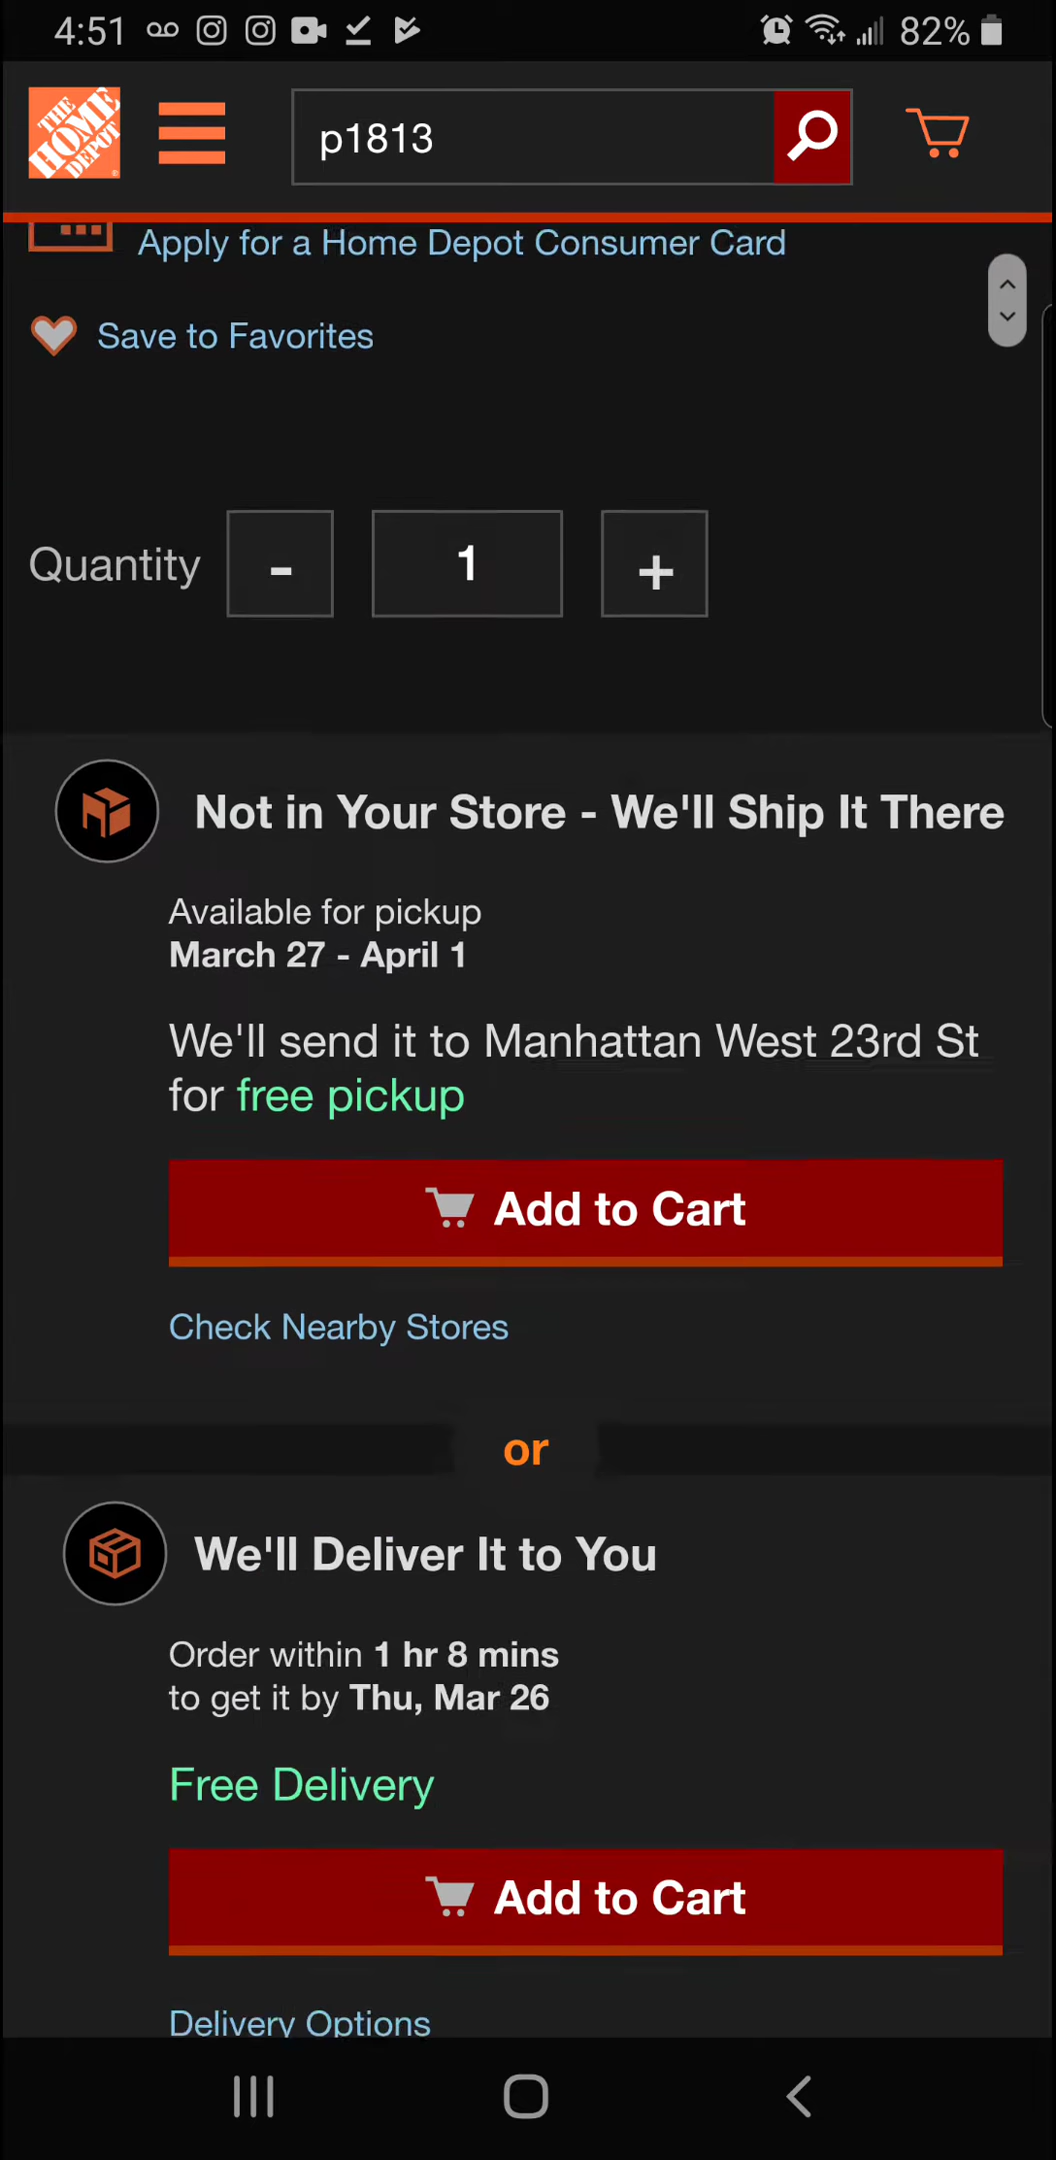 4:51
82%
THE
HOME
DEPOT
p1813
Apply for a Home Depot Consumer Card
Save to Favorites
Quantity
-
1
+
Not in Your Store - We'll Ship It There
Available for pickup
March 27 - April 1
We'll send it to Manhattan West 23rd St
for free pickup
Add to Cart
Check Nearby Stores
or
We'll Deliver It to You
Order within 1 hr 8 mins
to get it by Thu, Mar 26
Free Delivery
Add to Cart
Delivery Options